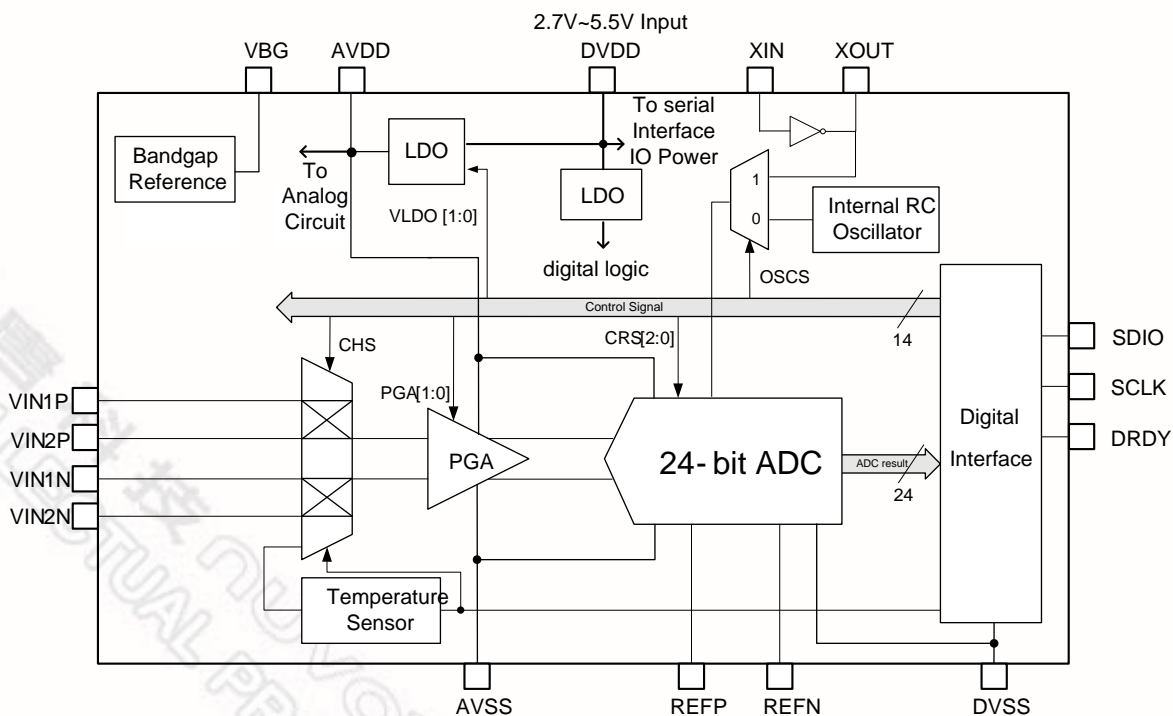 2.7V~5.5V Input
VBG
AVDD
DVDD
XIN
XOUT
Bandgap
Reference
To
Analog
Circuit
LDO
VLDO [1:0]
To serial
Interface
IO Power
LDO
digital logic
1
0
Internal RC
Oscillator
OSCS
Control Signal
14
CHS
PGA[1:0]
CRS[2:0]
VIN1P
VIN2P
VIN1N
VIN2N
PGA
24-bit ADC
ADC result
24
Digital
Interface
SDIO
SCLK
DRDY
Temperature
Sensor
AVSS
REFP
REFN
DVSS